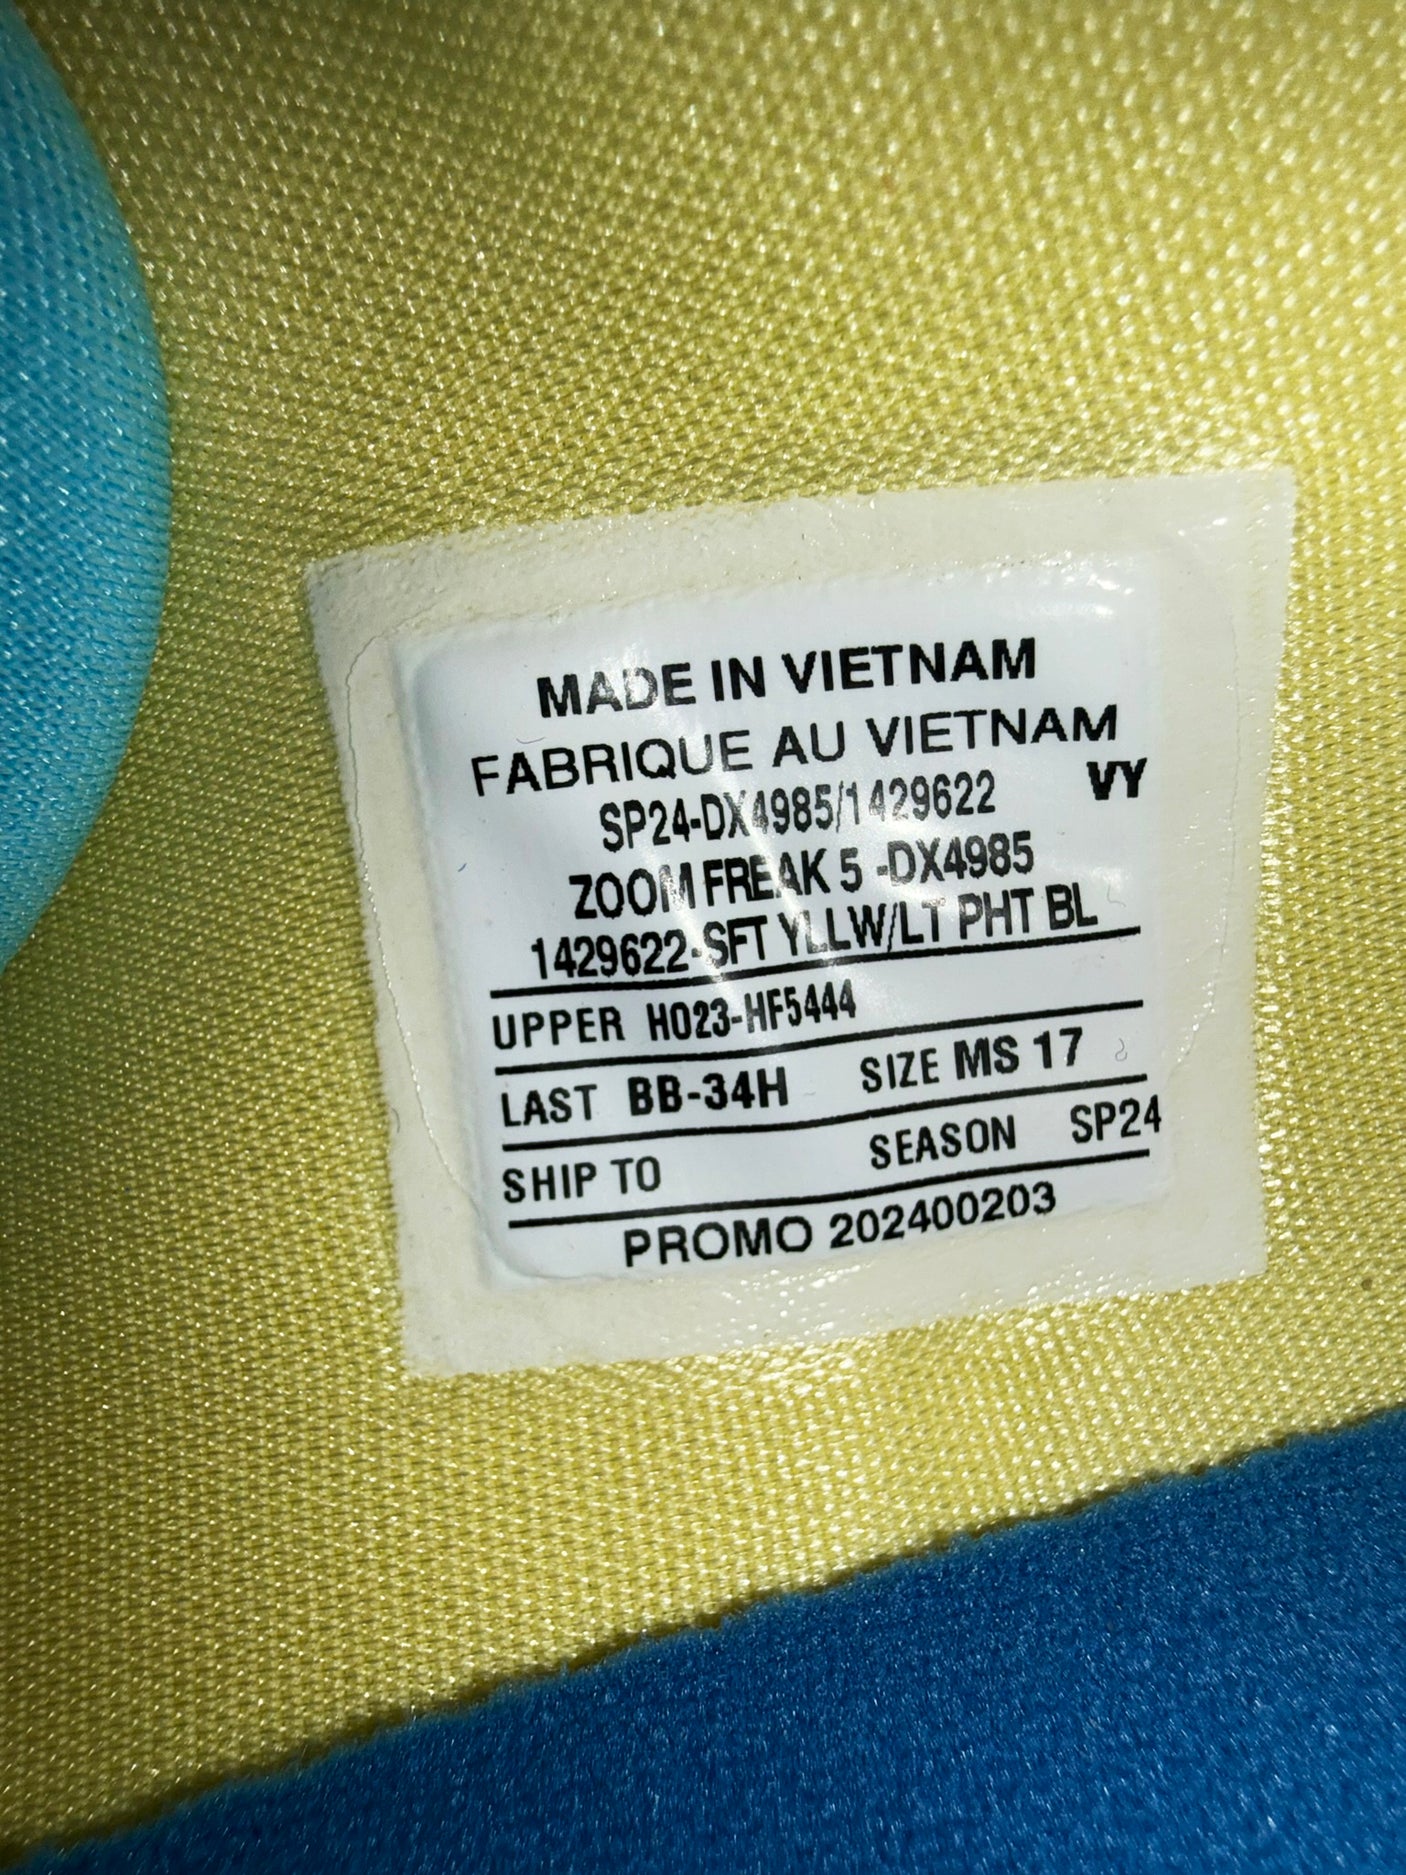 MADE IN VIETNAM
FABRIQUE AU VIETNAM
SP24-DX4985/1429622 VY
ZOOM FREAK 5 -DX4985
1429622-SFT YLLW/LT PHT BL
UPPER HO23-HF5444
LAST BB-34H SIZE MS 17
SHIP TO SEASON SP24
PROMO 202400203